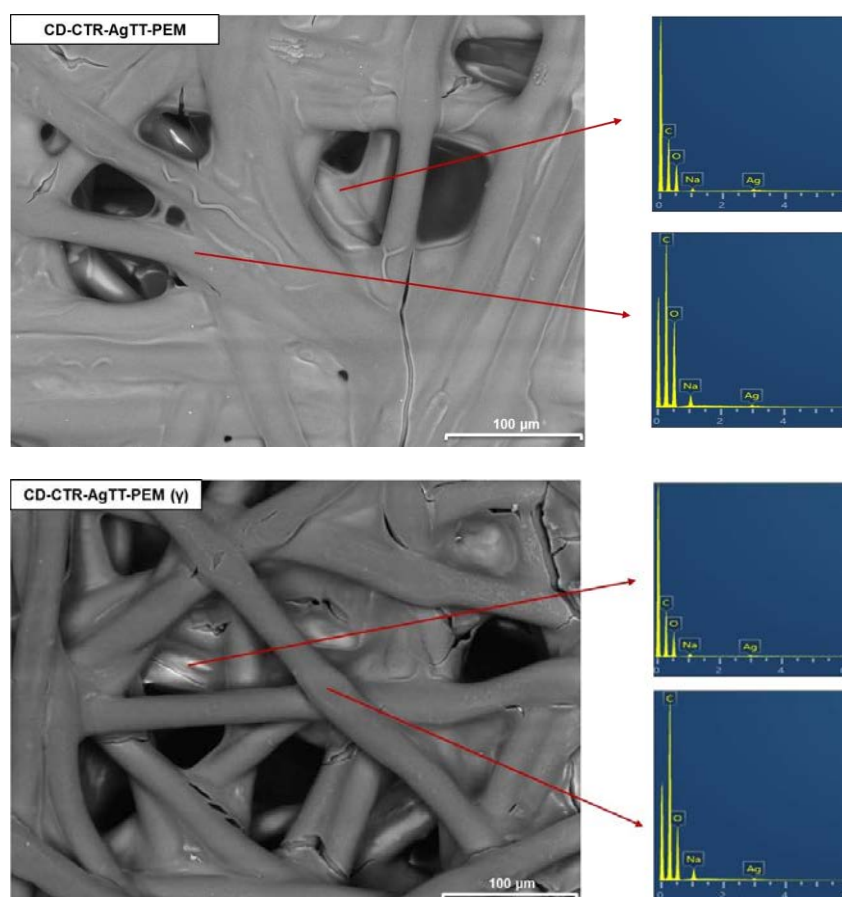 CD-CTR-AgTT-PEM
C
O
Na
Ag
0 2 4
100 µm
C
O
Na
Ag
0 2 4
CD-CTR-AgTT-PEM (γ)
C
O
Na
Ag
0 2 4
100 µm
C
O
Na
Ag
0 2 4